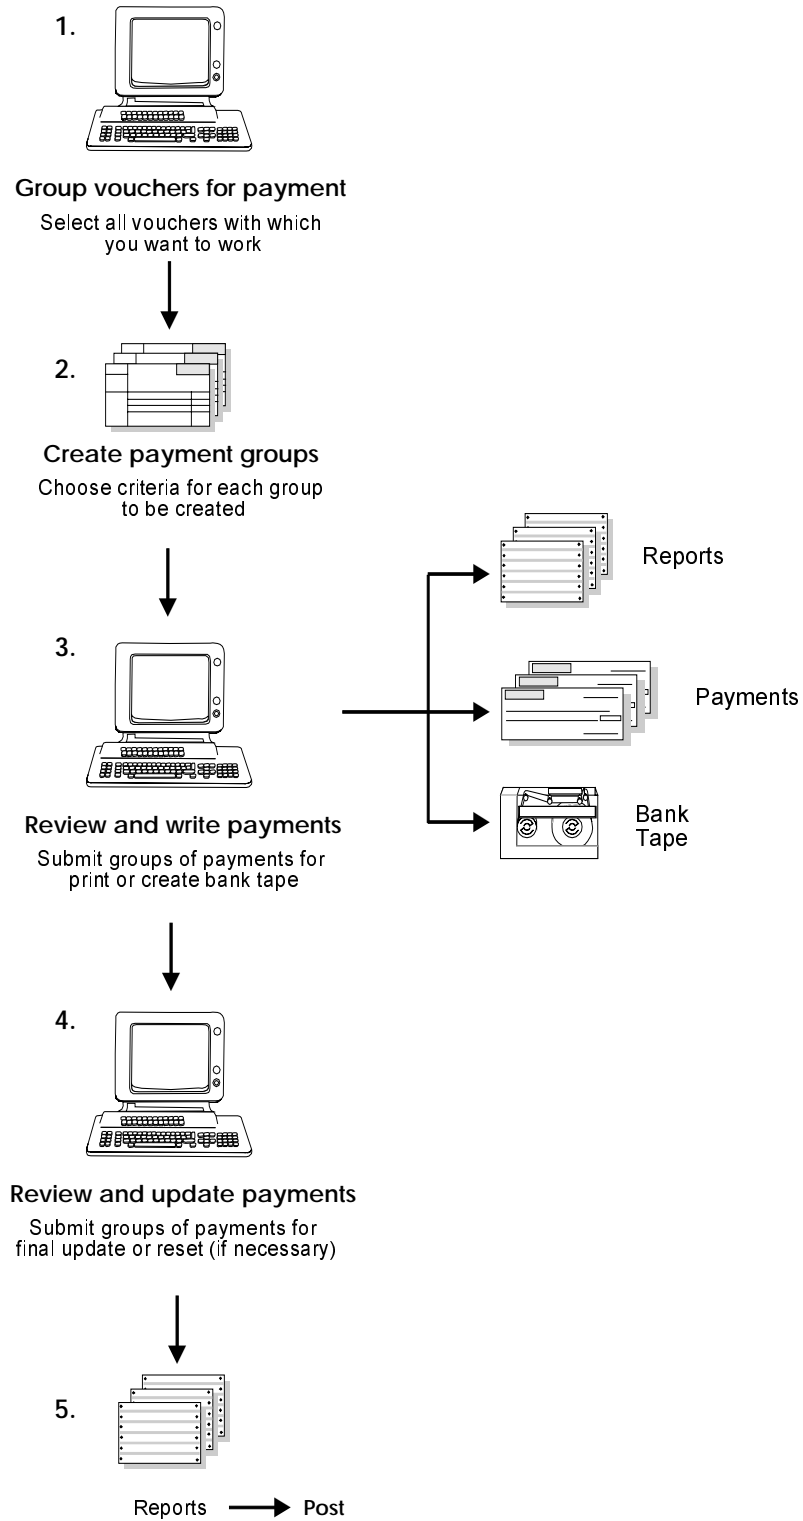 1.
Group vouchers for payment
Select all vouchers with which
you want to work
2.
Create payment groups
Choose criteria for each group
to be created
3.
Review and write payments
Submit groups of payments for
print or create bank tape
Reports
Payments
Bank
Tape
4.
Review and update payments
Submit groups of payments for
final update or reset (if necessary)
5.
Reports Post